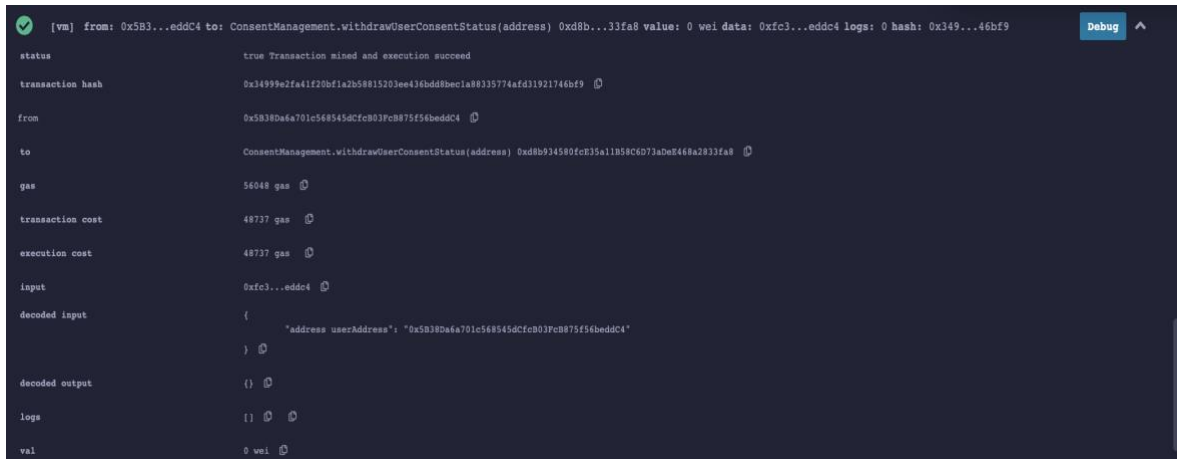 [vm] from: 0x5B3...eddC4 to: ConsentManagement.withdrawUserConsentStatus(address) 0xd8b...33fa8 value: 0 wei data: 0xfc3...eddc4 logs: 0 hash: 0x349...46bf9 Debug
status true Transaction mined and execution succeed
transaction hash 0x34999e2fa41f20bf1a2b58815203ee436bdd8bec1a88335774afd31921746bf9
from 0x5B38Da6a701c568545dCfcB03FcB875f56beddC4
to ConsentManagement.withdrawUserConsentStatus(address) 0xd8b934580fcE35a11B58C6D73aDeE468a2833fa8
gas 56048 gas
transaction cost 48737 gas
execution cost 48737 gas
input 0xfc3...eddc4
decoded input {
"address userAddress": "0x5B38Da6a701c568545dCfcB03FcB875f56beddC4"
}
decoded output {}
logs []
val 0 wei